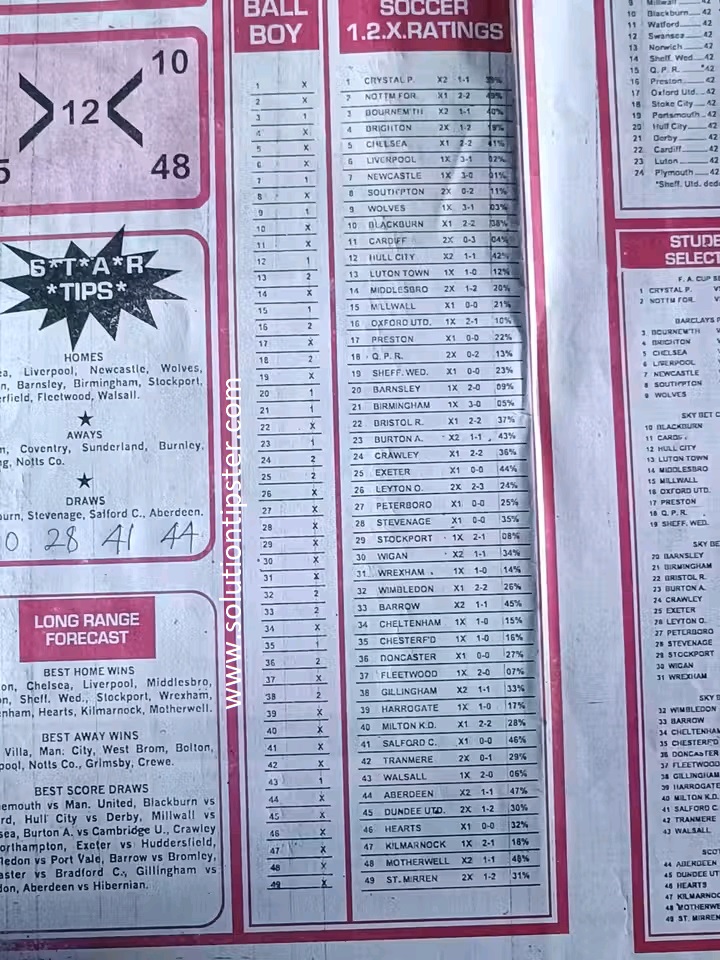 10
12
48
5
S*T*A*R
*TIPS*
HOMES
ea, Liverpool, Newcastle, Wolves,
n, Barnsley, Birmingham, Stockport,
erfield, Fleetwood, Walsall.
AWAYS
n, Coventry, Sunderland, Burnley,
g, Notts Co.
DRAWS
urn, Stevenage, Salford C., Aberdeen.
0 28 41 44
LONG RANGE
FORECAST
BEST HOME WINS
on, Chelsea, Liverpool, Middlesbro,
n, Sheff. Wed., Stockport, Wrexham,
enham, Hearts, Kilmarnock, Motherwell.
BEST AWAY WINS
Villa, Man. City, West Brom, Bolton,
pool, Notts Co., Grimsby, Crewe.
BEST SCORE DRAWS
emouth vs Man. United, Blackburn vs
rd, Hull City vs Derby, Millwall vs
sea, Burton A. vs Cambridge U., Crawley
orthampton, Exeter vs Huddersfield,
ledon vs Port Vale, Barrow vs Bromley,
aster vs Bradford C., Gillingham vs
don, Aberdeen vs Hibernian.
www.solutiontipster.com
BALL
BOY
1 X
2 X
3 1
4 X
5 X
6 X
7 1
8 X
9 1
10 X
11 X
12 1
13 2
14 X
15 1
16 2
17 X
18 2
19 X
20 1
21 1
22 X
23 1
24 2
25 2
26 X
27 X
28 X
29 X
30 X
31 X
32 2
33 2
34 X
35 1
36 2
37 X
38 2
39 X
40 X
41 X
42 X
43 1
44 X
45 X
46 X
47 X
48 X
49 X
SOCCER
1.2.X.RATINGS
1 CRYSTAL P. X2 1-1
2 NOTTM FOR. X1 2-2
3 BOURNEM'TH X2 1-1 40%
4 BRIGHTON 2X 1-2
5 CHELSEA X1 2-2 41%
6 LIVERPOOL 1X 3-1 02%
7 NEWCASTLE 1X 3-0 01%
8 SOUTH'PTON 2X 0-2 11%
9 WOLVES 1X 3-1 03%
10 BLACKBURN X1 2-2 38%
11 CARDIFF 2X 0-3 04%
12 HULL CITY X2 1-1 42%
13 LUTON TOWN 1X 1-0 12%
14 MIDDLESBRO 2X 1-2 20%
15 MILLWALL X1 0-0 21%
16 OXFORD UTD. 1X 2-1 10%
17 PRESTON X1 0-0 22%
18 Q.P.R. 2X 0-2 13%
19 SHEFF. WED. X1 0-0 23%
20 BARNSLEY 1X 2-0 09%
21 BIRMINGHAM 1X 3-0 05%
22 BRISTOL R. X1 2-2 37%
23 BURTON A. X2 1-1 43%
24 CRAWLEY X1 2-2 36%
25 EXETER X1 0-0 44%
26 LEYTON O. 2X 2-3 24%
27 PETERBORO X1 0-0 25%
28 STEVENAGE X1 0-0 35%
29 STOCKPORT 1X 2-1 08%
30 WIGAN X2 1-1 34%
31 WREXHAM 1X 1-0 14%
32 WIMBLEDON X1 2-2 26%
33 BARROW X2 1-1 45%
34 CHELTENHAM 1X 1-0 15%
35 CHESTERF'D 1X 1-0 16%
36 DONCASTER X1 0-0 27%
37 FLEETWOOD 1X 2-0 07%
38 GILLINGHAM X2 1-1 33%
39 HARROGATE 1X 1-0 17%
40 MILTON K.D. X1 2-2 28%
41 SALFORD C. X1 0-0 46%
42 TRANMERE 2X 0-1 29%
43 WALSALL 1X 2-0 06%
44 ABERDEEN X2 1-1 47%
45 DUNDEE UTD. 2X 1-2 30%
46 HEARTS X1 0-0 32%
47 KILMARNOCK 1X 2-1 18%
48 MOTHERWELL X2 1-1 48%
49 ST. MIRREN 2X 1-2 31%
9 Millwall 42
10 Blackburn 42
11 Watford 42
12 Swansea 42
13 Norwich 42
14 Sheff. Wed 42
15 Q. P. R. *42
16 Preston 42
17 Oxford Utd. 42
18 Stoke City 42
19 Portsmouth 42
20 Hull City 42
21 Derby 42
22 Cardiff 42
23 Luton 42
24 Plymouth 42
*Sheff. Utd. ded
STUDE
SELECT
F. A. CUP SE
1 CRYSTAL P. V
2 NOTTM FOR. V
BARCLAYS P
3 BOURNEM'TH
4 BRIGHTON
5 CHELSEA
6 LIVERPOOL
7 NEWCASTLE
8 SOUTH'PTON
9 WOLVES
SKY BET C
10 BLACKBURN
11 CARDI
12 HULL CITY
13 LUTON TOWN
14 MIDDLESBRO
15 MILLWALL
16 OXFORD UTD.
17 PRESTON
18 Q. P. R.
19 SHEFF. WED.
SKY BE
20 BARNSLEY
21 BIRMINGHAM
22 BRISTOL R.
23 BURTON A.
24 CRAWLEY
25 EXETER
26 LEYTON O.
27 PETERBORO
28 STEVENAGE
29 STOCKPORT
30 WIGAN
31 WREXHAM
SKY B
32 WIMBLEDON
33 BARROW
34 CHELTENHAM
35 CHESTERF'D
36 DONCASTER
37 FLEETWOOD
38 GILLINGHAM
39 HARROGATE
40 MILTON K.D.
41 SALFORD C.
42 TRANMERE
43 WALSALL
SCOT
44 ABERDEEN
45 DUNDEE UT
46 HEARTS
47 KILMARNOC
48 MOTHERWE
49 ST. MIRREN